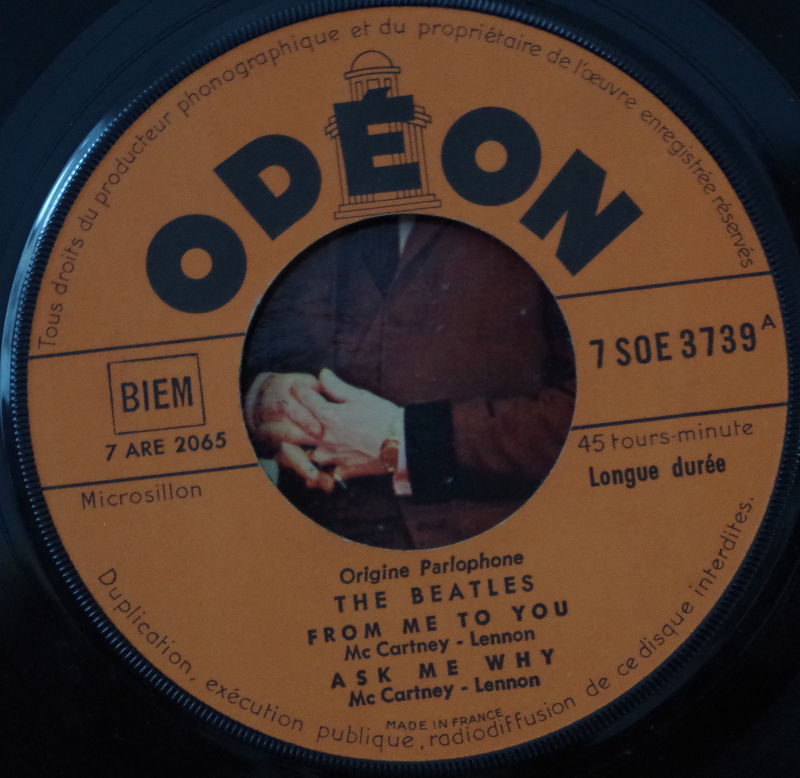 Tous droits du producteur phonographique et du propriétaire de l'œuvre enregistrée réservés
ODÉON
BIEM
7 ARE 2065
7 SOE 3739 A
Microsillon
45 tours-minute
Longue durée
Origine Parlophone
THE BEATLES
FROM ME TO YOU
Mc Cartney - Lennon
ASK ME WHY
Mc Cartney - Lennon
MADE IN FRANCE
Duplication, exécution publique, radiodiffusion de ce disque interdites.